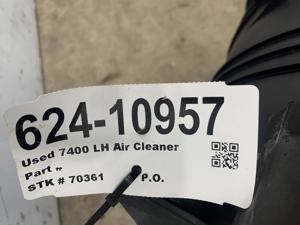 624-10957
Used 7400 LH Air Cleaner
Part #
STK # 70361 P.O.